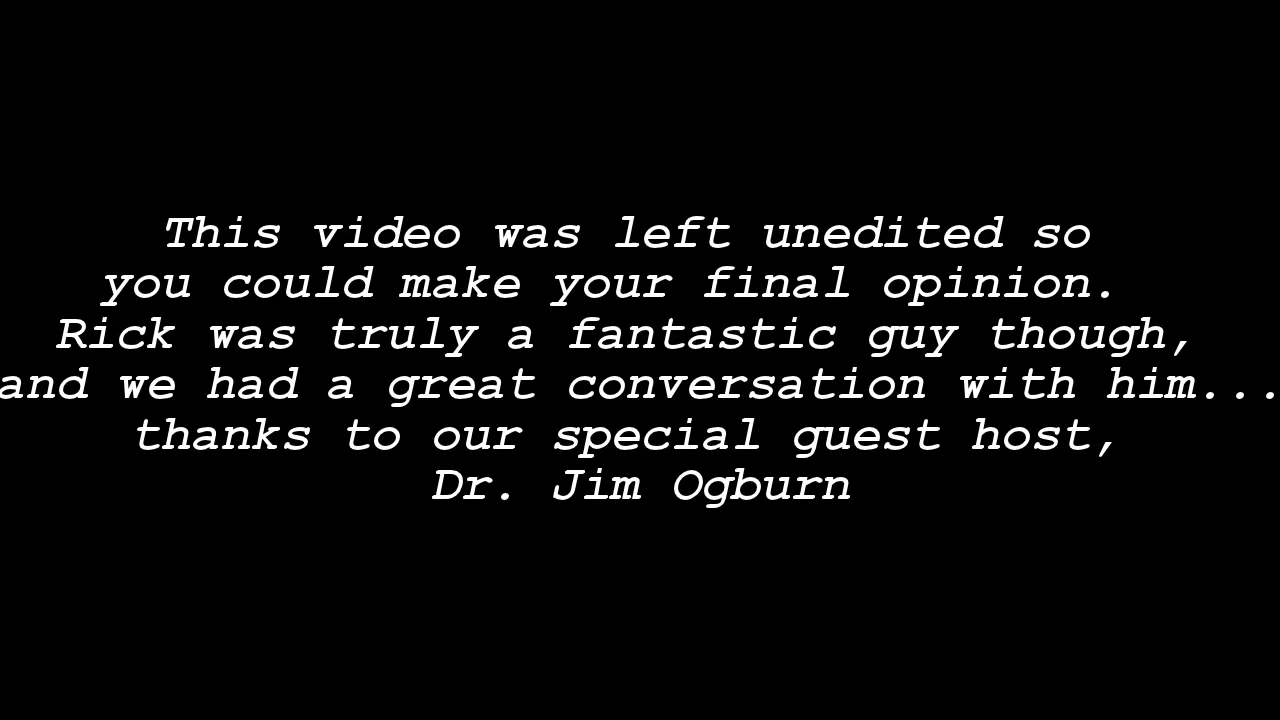 This video was left unedited so
you could make your final opinion.
Rick was truly a fantastic guy though,
and we had a great conversation with him...
thanks to our special guest host,
Dr. Jim Ogburn